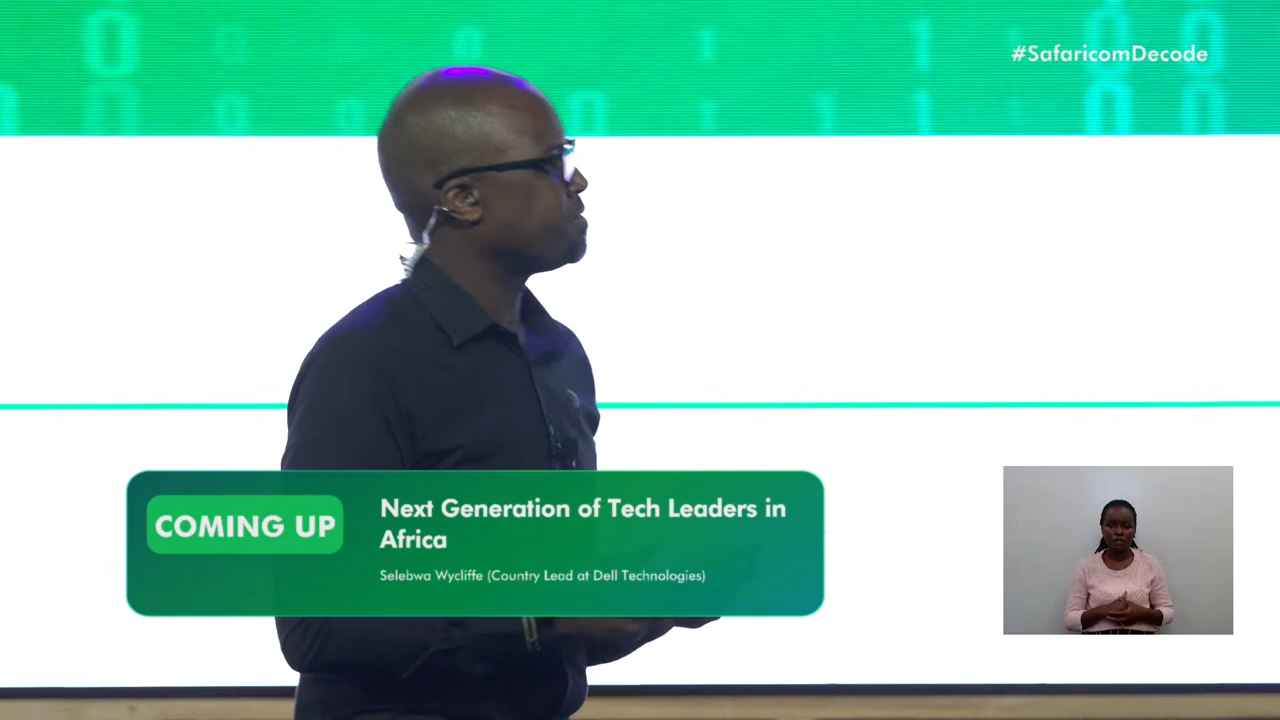 #SafaricomDecode
COMING UP
Next Generation of Tech Leaders in
Africa
Selebwa Wycliffe (Country Lead at Dell Technologies)